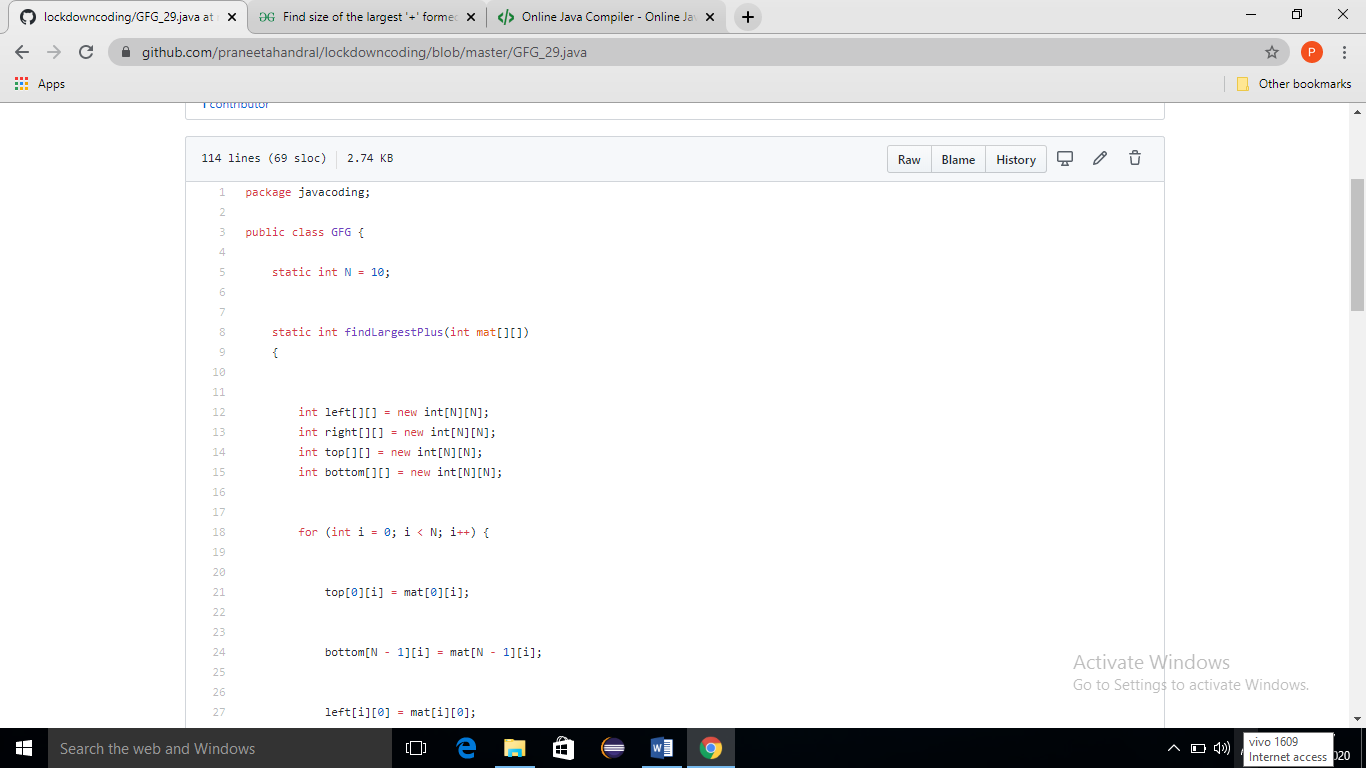 lockdowncoding/GFG_29.java at
Find size of the largest '+' forme
Online Java Compiler - Online Ja
github.com/praneetahandral/lockdowncoding/blob/master/GFG_29.java
P
Apps
Other bookmarks
1 contributor
114 lines (69 sloc) 2.74 KB
Raw Blame History
1 package javacoding;
2
3 public class GFG {
4
5 static int N = 10;
6
7
8 static int findLargestPlus(int mat[][])
9 {
10
11
12 int left[][] = new int[N][N];
13 int right[][] = new int[N][N];
14 int top[][] = new int[N][N];
15 int bottom[][] = new int[N][N];
16
17
18 for (int i = 0; i < N; i++) {
19
20
21 top[0][i] = mat[0][i];
22
23
24 bottom[N - 1][i] = mat[N - 1][i];
25
26
27 left[i][0] = mat[i][0];
Activate Windows
Go to Settings to activate Windows.
Search the web and Windows
vivo 1609
Internet access
020